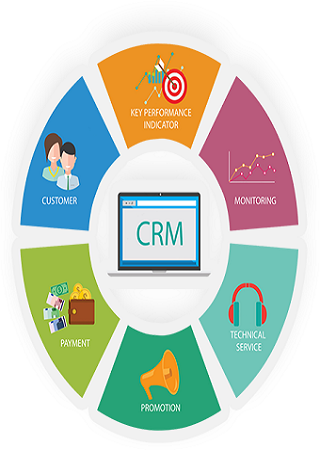 KEY PERFORMANCE
INDICATOR
CUSTOMER
MONITORING
CRM
PAYMENT
TECHNICAL
SERVICE
PROMOTION